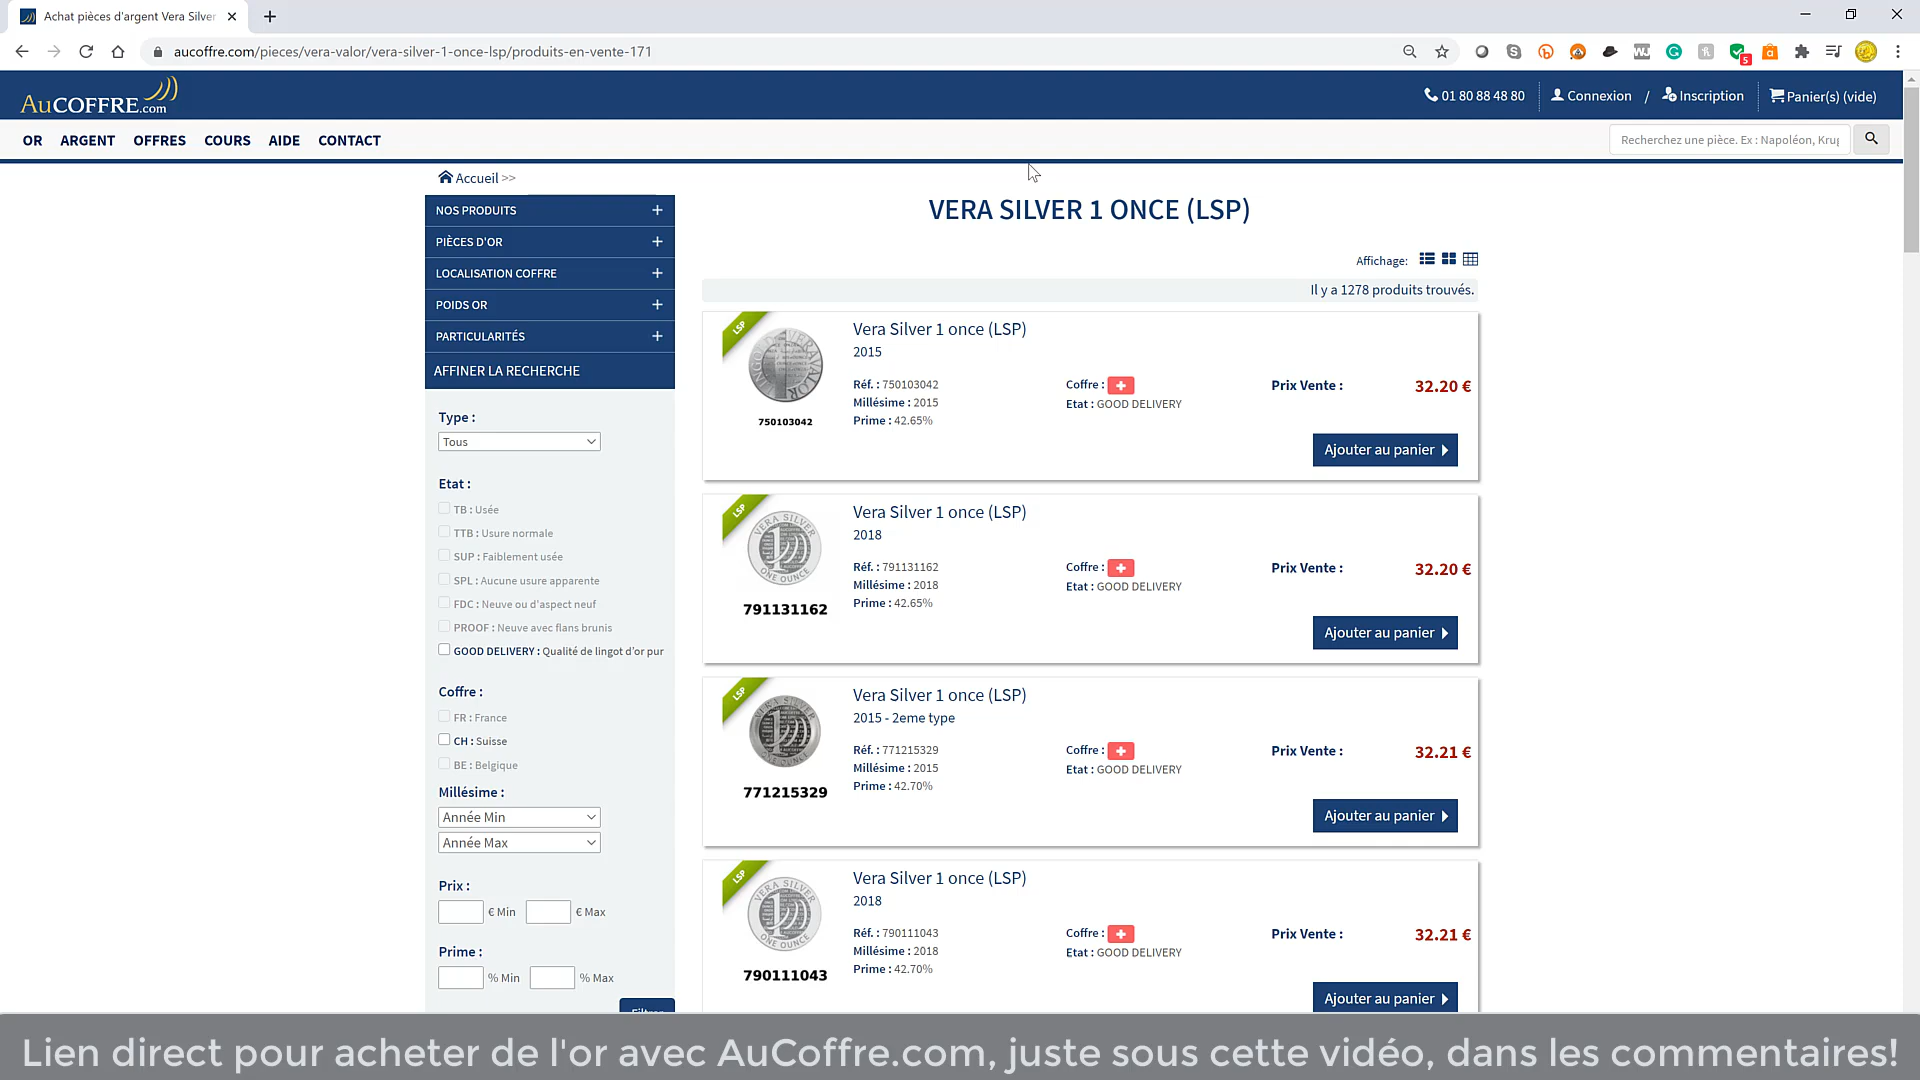 Achat pièces d'argent Vera Silver
aucoffre.com/pieces/vera-valor/vera-silver-1-once-lsp/produits-en-vente-171
5
AuCOFFRE.com
01 80 88 48 80
Connexion / Inscription
Panier(s) (vide)
OR ARGENT OFFRES COURS AIDE CONTACT
Recherchez une pièce. Ex : Napoléon, Kru
Accueil >>
NOS PRODUITS +
PIÈCES D'OR +
LOCALISATION COFFRE +
POIDS OR +
PARTICULARITÉS +
AFFINER LA RECHERCHE
Type :
Tous
Etat :
TB : Usée
TTB : Usure normale
SUP : Faiblement usée
SPL : Aucune usure apparente
FDC : Neuve ou d'aspect neuf
PROOF : Neuve avec flans brunis
GOOD DELIVERY : Qualité de lingot d'or pur
Coffre :
FR : France
CH : Suisse
BE : Belgique
Millésime :
Année Min
Année Max
Prix :
€ Min € Max
Prime :
% Min % Max
Filtrer
VERA SILVER 1 ONCE (LSP)
Affichage:
Il y a 1278 produits trouvés.
LSP
750103042
Vera Silver 1 once (LSP)
2015
Réf. : 750103042
Millésime : 2015
Prime : 42.65%
Coffre :
Etat : GOOD DELIVERY
Prix Vente : 32.20 €
Ajouter au panier
LSP
VERA SILVER
ONE OUNCE
791131162
Vera Silver 1 once (LSP)
2018
Réf. : 791131162
Millésime : 2018
Prime : 42.65%
Coffre :
Etat : GOOD DELIVERY
Prix Vente : 32.20 €
Ajouter au panier
LSP
771215329
Vera Silver 1 once (LSP)
2015 - 2eme type
Réf. : 771215329
Millésime : 2015
Prime : 42.70%
Coffre :
Etat : GOOD DELIVERY
Prix Vente : 32.21 €
Ajouter au panier
LSP
VERA SILVER
ONE OUNCE
790111043
Vera Silver 1 once (LSP)
2018
Réf. : 790111043
Millésime : 2018
Prime : 42.70%
Coffre :
Etat : GOOD DELIVERY
Prix Vente : 32.21 €
Ajouter au panier
Lien direct pour acheter de l'or avec AuCoffre.com, juste sous cette vidéo, dans les commentaires!